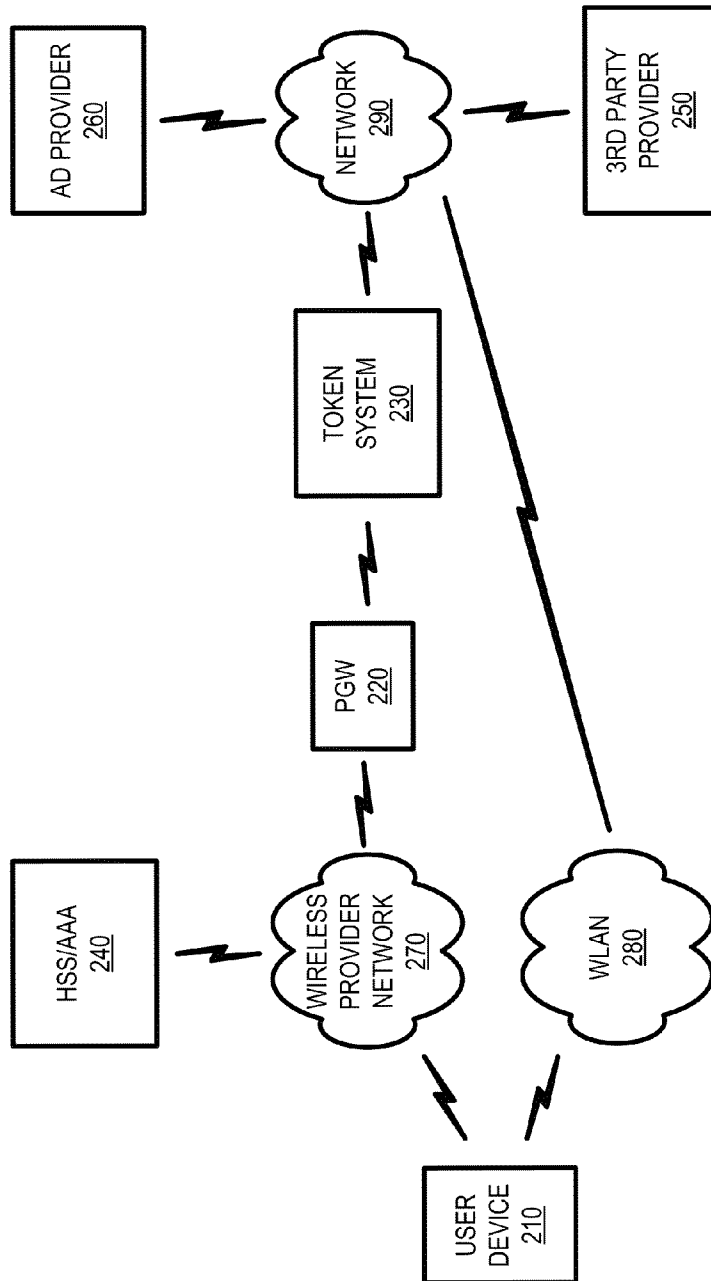 HSS/AAA
240
AD PROVIDER
260
USER
DEVICE
210
WIRELESS
PROVIDER
NETWORK
270
PGW
220
TOKEN
SYSTEM
230
NETWORK
290
WLAN
280
3RD PARTY
PROVIDER
250